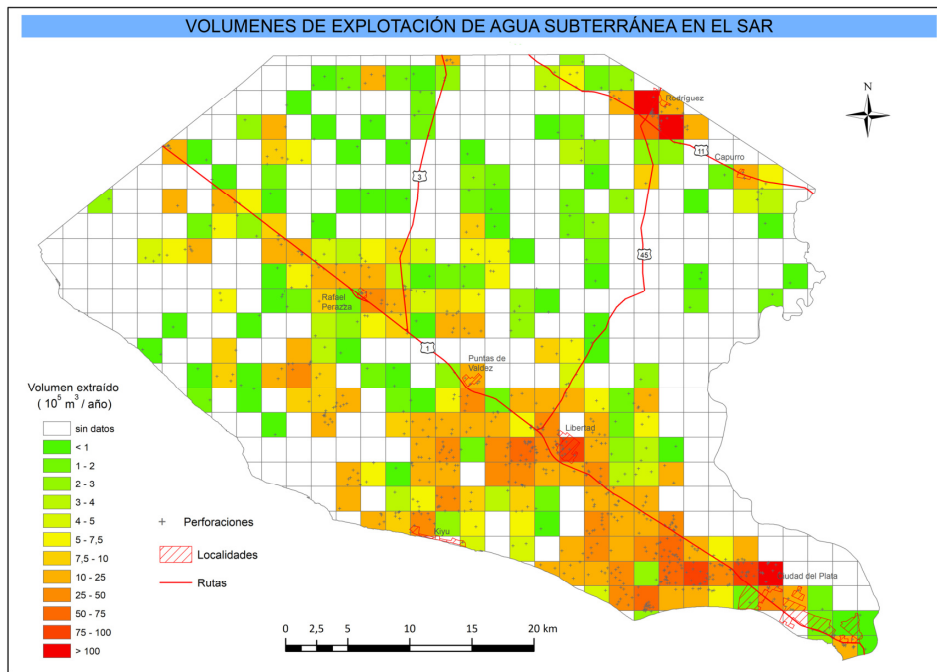 VOLUMENES DE EXPLOTACIÓN DE AGUA SUBTERRÁNEA EN EL SAR
N
Rodríguez
11
Capurro
3
45
Rafael
Perazza
1
Puntas de
Valdez
Libertad
Kiyu
Ciudad del Plata
Volumen extraído
( 10⁵ m³ / año)
sin datos
< 1
1 - 2
2 - 3
3 - 4
4 - 5
5 - 7,5
7,5 - 10
10 - 25
25 - 50
50 - 75
75 - 100
> 100
Perforaciones
Localidades
Rutas
0 2,5 5 10 15 20 km